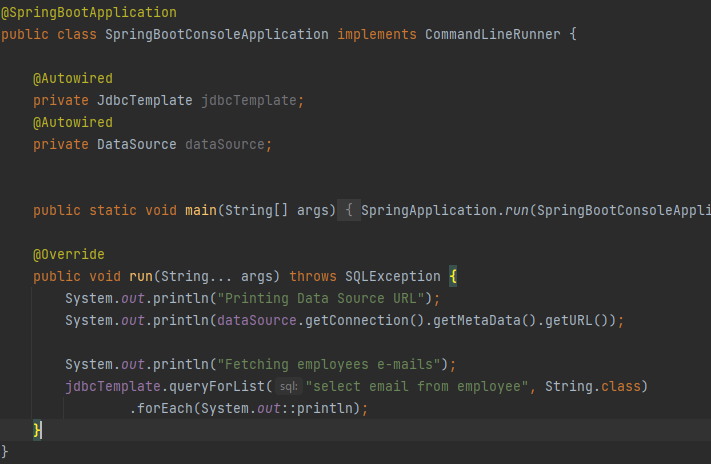 @SpringBootApplication
public class SpringBootConsoleApplication implements CommandLineRunner {
@Autowired
private JdbcTemplate jdbcTemplate;
@Autowired
private DataSource dataSource;
public static void main(String[] args) { SpringApplication.run(SpringBootConsoleAppli
@Override
public void run(String... args) throws SQLException {
System.out.println("Printing Data Source URL");
System.out.println(dataSource.getConnection().getMetaData().getURL());
System.out.println("Fetching employees e-mails");
jdbcTemplate.queryForList( sql: "select email from employee", String.class)
.forEach(System.out::println);
}
}